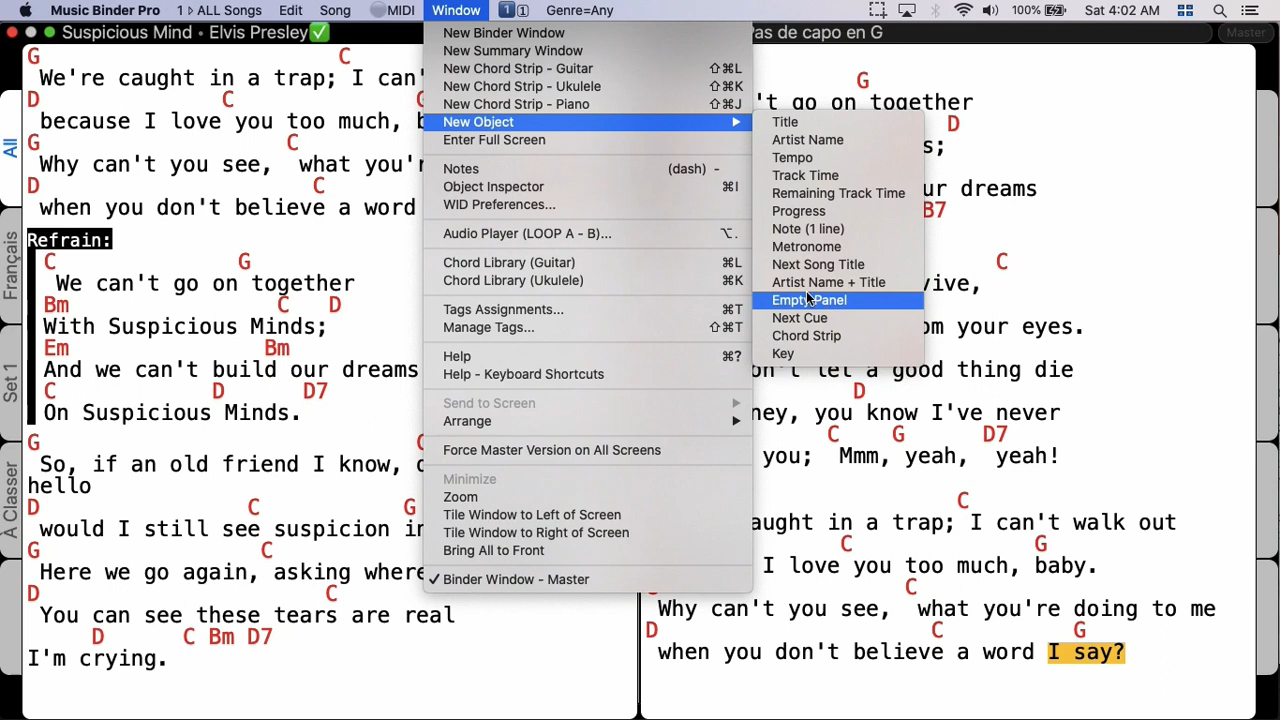 Music Binder Pro 1 ⊳ ALL Songs Edit Song MIDI Window 1 1 Genre=Any 100% Sat 4:02 AM
Suspicious Mind • Elvis Presley✅
Pas de capo en G
Master
All
Français
Set 1
A Classer
G C
We're caught in a trap; I can'
D C G
because I love you too much, b
G C
Why can't you see, what you'r
D C
when you don't believe a word
Refrain:
C G
We can't go on together
Bm C D
With Suspicious Minds;
Em Bm
And we can't build our dreams
C D D7
On Suspicious Minds.
G
So, if an old friend I know,
hello
D C G
would I still see suspicion in
G C
Here we go again, asking where
D C
You can see these tears are real
D C Bm D7
I'm crying.
New Binder Window
New Summary Window
New Chord Strip - Guitar ⇧⌘L
New Chord Strip - Ukulele ⇧⌘K
New Chord Strip - Piano ⇧⌘J
New Object ▶
Enter Full Screen
Notes (dash) -
Object Inspector ⌘I
WID Preferences...
Audio Player (LOOP A - B)... ⌥.
Chord Library (Guitar) ⌘L
Chord Library (Ukulele) ⌘K
Tags Assignments... ⌘T
Manage Tags... ⇧⌘T
Help ⌘?
Help - Keyboard Shortcuts
Send to Screen ▶
Arrange ▶
Force Master Version on All Screens
Minimize
Zoom
Tile Window to Left of Screen
Tile Window to Right of Screen
Bring All to Front
✓ Binder Window - Master
Title
Artist Name
Tempo
Track Time
Remaining Track Time
Progress
Note (1 line)
Metronome
Next Song Title
Artist Name + Title
Empty Panel
Next Cue
Chord Strip
Key
G
't go on together
D
s;
ur dreams
B7
C
vive,
om your eyes.
n't let a good thing die
D
ney, you know I've never
C G D7
you; Mmm, yeah, yeah!
C
aught in a trap; I can't walk out
C G
I love you too much, baby.
C
Why can't you see, what you're doing to me
D C G
when you don't believe a word I say?